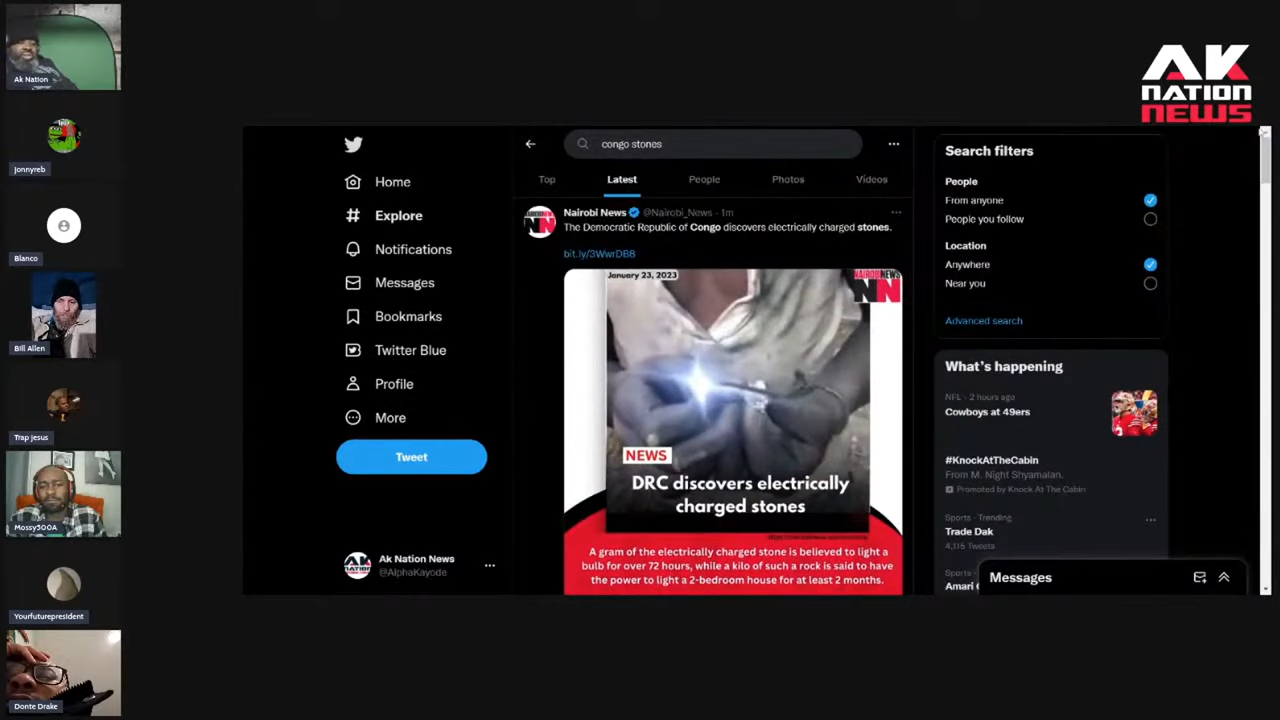 Ak Nation
Jonnyreb
Blanco
Bill Allen
Trap Jesus
Mossy500A
Yourfuturepresident
Donte Drake
AK
NATION
NEWS
Home
Explore
Notifications
Messages
Bookmarks
Twitter Blue
Profile
More
Tweet
Ak Nation News
@AlphaKayode
congo stones
Top Latest People Photos Videos
Nairobi News @Nairobi_News · 1m
The Democratic Republic of Congo discovers electrically charged stones.
bit.ly/3WwrDB8
January 23, 2023
NAIROBI NEWS
NN
NEWS
DRC discovers electrically
charged stones
A gram of the electrically charged stone is believed to light a
bulb for over 72 hours, while a kilo of such a rock is said to have
the power to light a 2-bedroom house for at least 2 months.
Search filters
People
From anyone
People you follow
Location
Anywhere
Near you
Advanced search
What's happening
NFL · 2 hours ago
Cowboys at 49ers
#KnockAtTheCabin
From M. Night Shyamalan.
Promoted by Knock At The Cabin
Sports · Trending
Trade Dak
4,115 Tweets
Sports ·
Amari
Messages